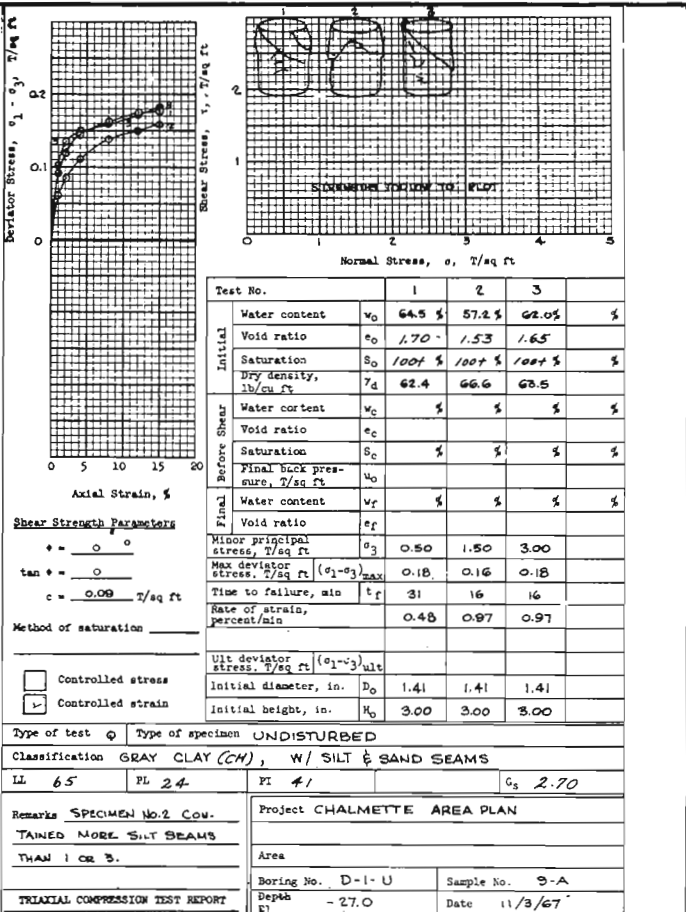 Deviator Stress, σ1 - σ3, T/sq ft
0.2
0.1
0
0 5 10 15 20
Axial Strain, %
Shear Stress, τ, T/sq ft
1 2 3
2
1
0 1 2 3 4 5
STRENGTHS TOO LOW TO PLOT
Normal Stress, σ, T/sq ft
Test No. 1 2 3
Initial
Water content w₀ 64.5 % 57.2 % 62.0% %
Void ratio e₀ 1.70 1.53 1.65
Saturation S₀ 100+ % 100+ % 100+ % %
Dry density, lb/cu ft γd 62.4 66.6 63.5
Before Shear
Water content wc % % % %
Void ratio ec
Saturation Sc % % % %
Final back pressure, T/sq ft u₀
Final
Water content wf % % % %
Void ratio ef
Minor principal stress, T/sq ft σ3 0.50 1.50 3.00
Max deviator stress, T/sq ft (σ1-σ3)max 0.18 0.16 0.18
Time to failure, min tf 31 16 16
Rate of strain, percent/min 0.48 0.97 0.97
Ult deviator stress, T/sq ft (σ1-σ3)ult
Initial diameter, in. D₀ 1.41 1.41 1.41
Initial height, in. H₀ 3.00 3.00 3.00
Shear Strength Parameters
φ = 0 °
tan φ = 0
c = 0.09 T/sq ft
Method of saturation
Controlled stress
✓ Controlled strain
Type of test Q Type of specimen UNDISTURBED
Classification GRAY CLAY (CH), W/ SILT & SAND SEAMS
LL 65 PL 24 PI 41 Gs 2.70
Remarks SPECIMEN NO.2 CON-
TAINED MORE SILT SEAMS
THAN 1 OR 3.
TRIAXIAL COMPRESSION TEST REPORT
Project CHALMETTE AREA PLAN
Area
Boring No. D-1-U Sample No. 9-A
Depth El -27.0 Date 11/3/67